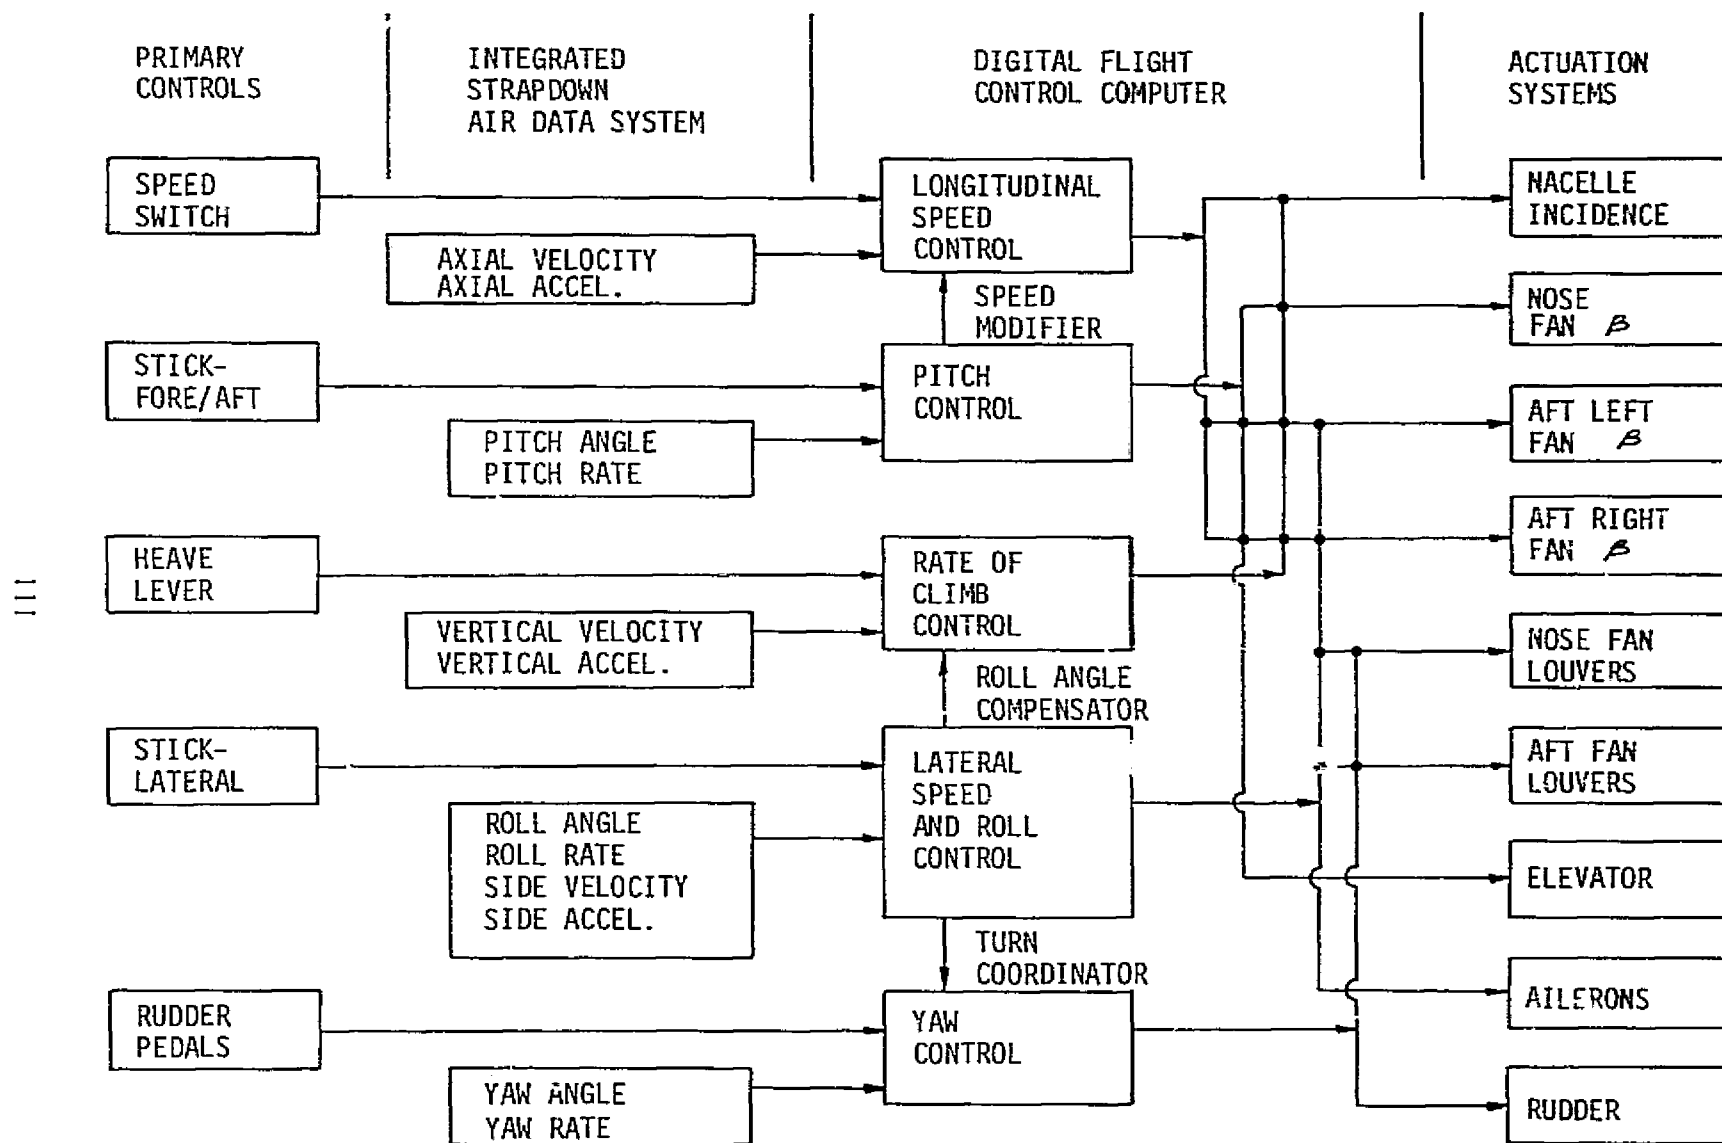 PRIMARY
CONTROLS
INTEGRATED
STRAPDOWN
AIR DATA SYSTEM
DIGITAL FLIGHT
CONTROL COMPUTER
ACTUATION
SYSTEMS
SPEED
SWITCH
AXIAL VELOCITY
AXIAL ACCEL.
LONGITUDINAL
SPEED
CONTROL
SPEED
MODIFIER
NACELLE
INCIDENCE
NOSE
FAN β
STICK-
FORE/AFT
PITCH ANGLE
PITCH RATE
PITCH
CONTROL
AFT LEFT
FAN β
AFT RIGHT
FAN β
111
HEAVE
LEVER
VERTICAL VELOCITY
VERTICAL ACCEL.
RATE OF
CLIMB
CONTROL
ROLL ANGLE
COMPENSATOR
NOSE FAN
LOUVERS
STICK-
LATERAL
ROLL ANGLE
ROLL RATE
SIDE VELOCITY
SIDE ACCEL.
LATERAL
SPEED
AND ROLL
CONTROL
TURN
COORDINATOR
AFT FAN
LOUVERS
ELEVATOR
AILERONS
RUDDER
PEDALS
YAW ANGLE
YAW RATE
YAW
CONTROL
RUDDER